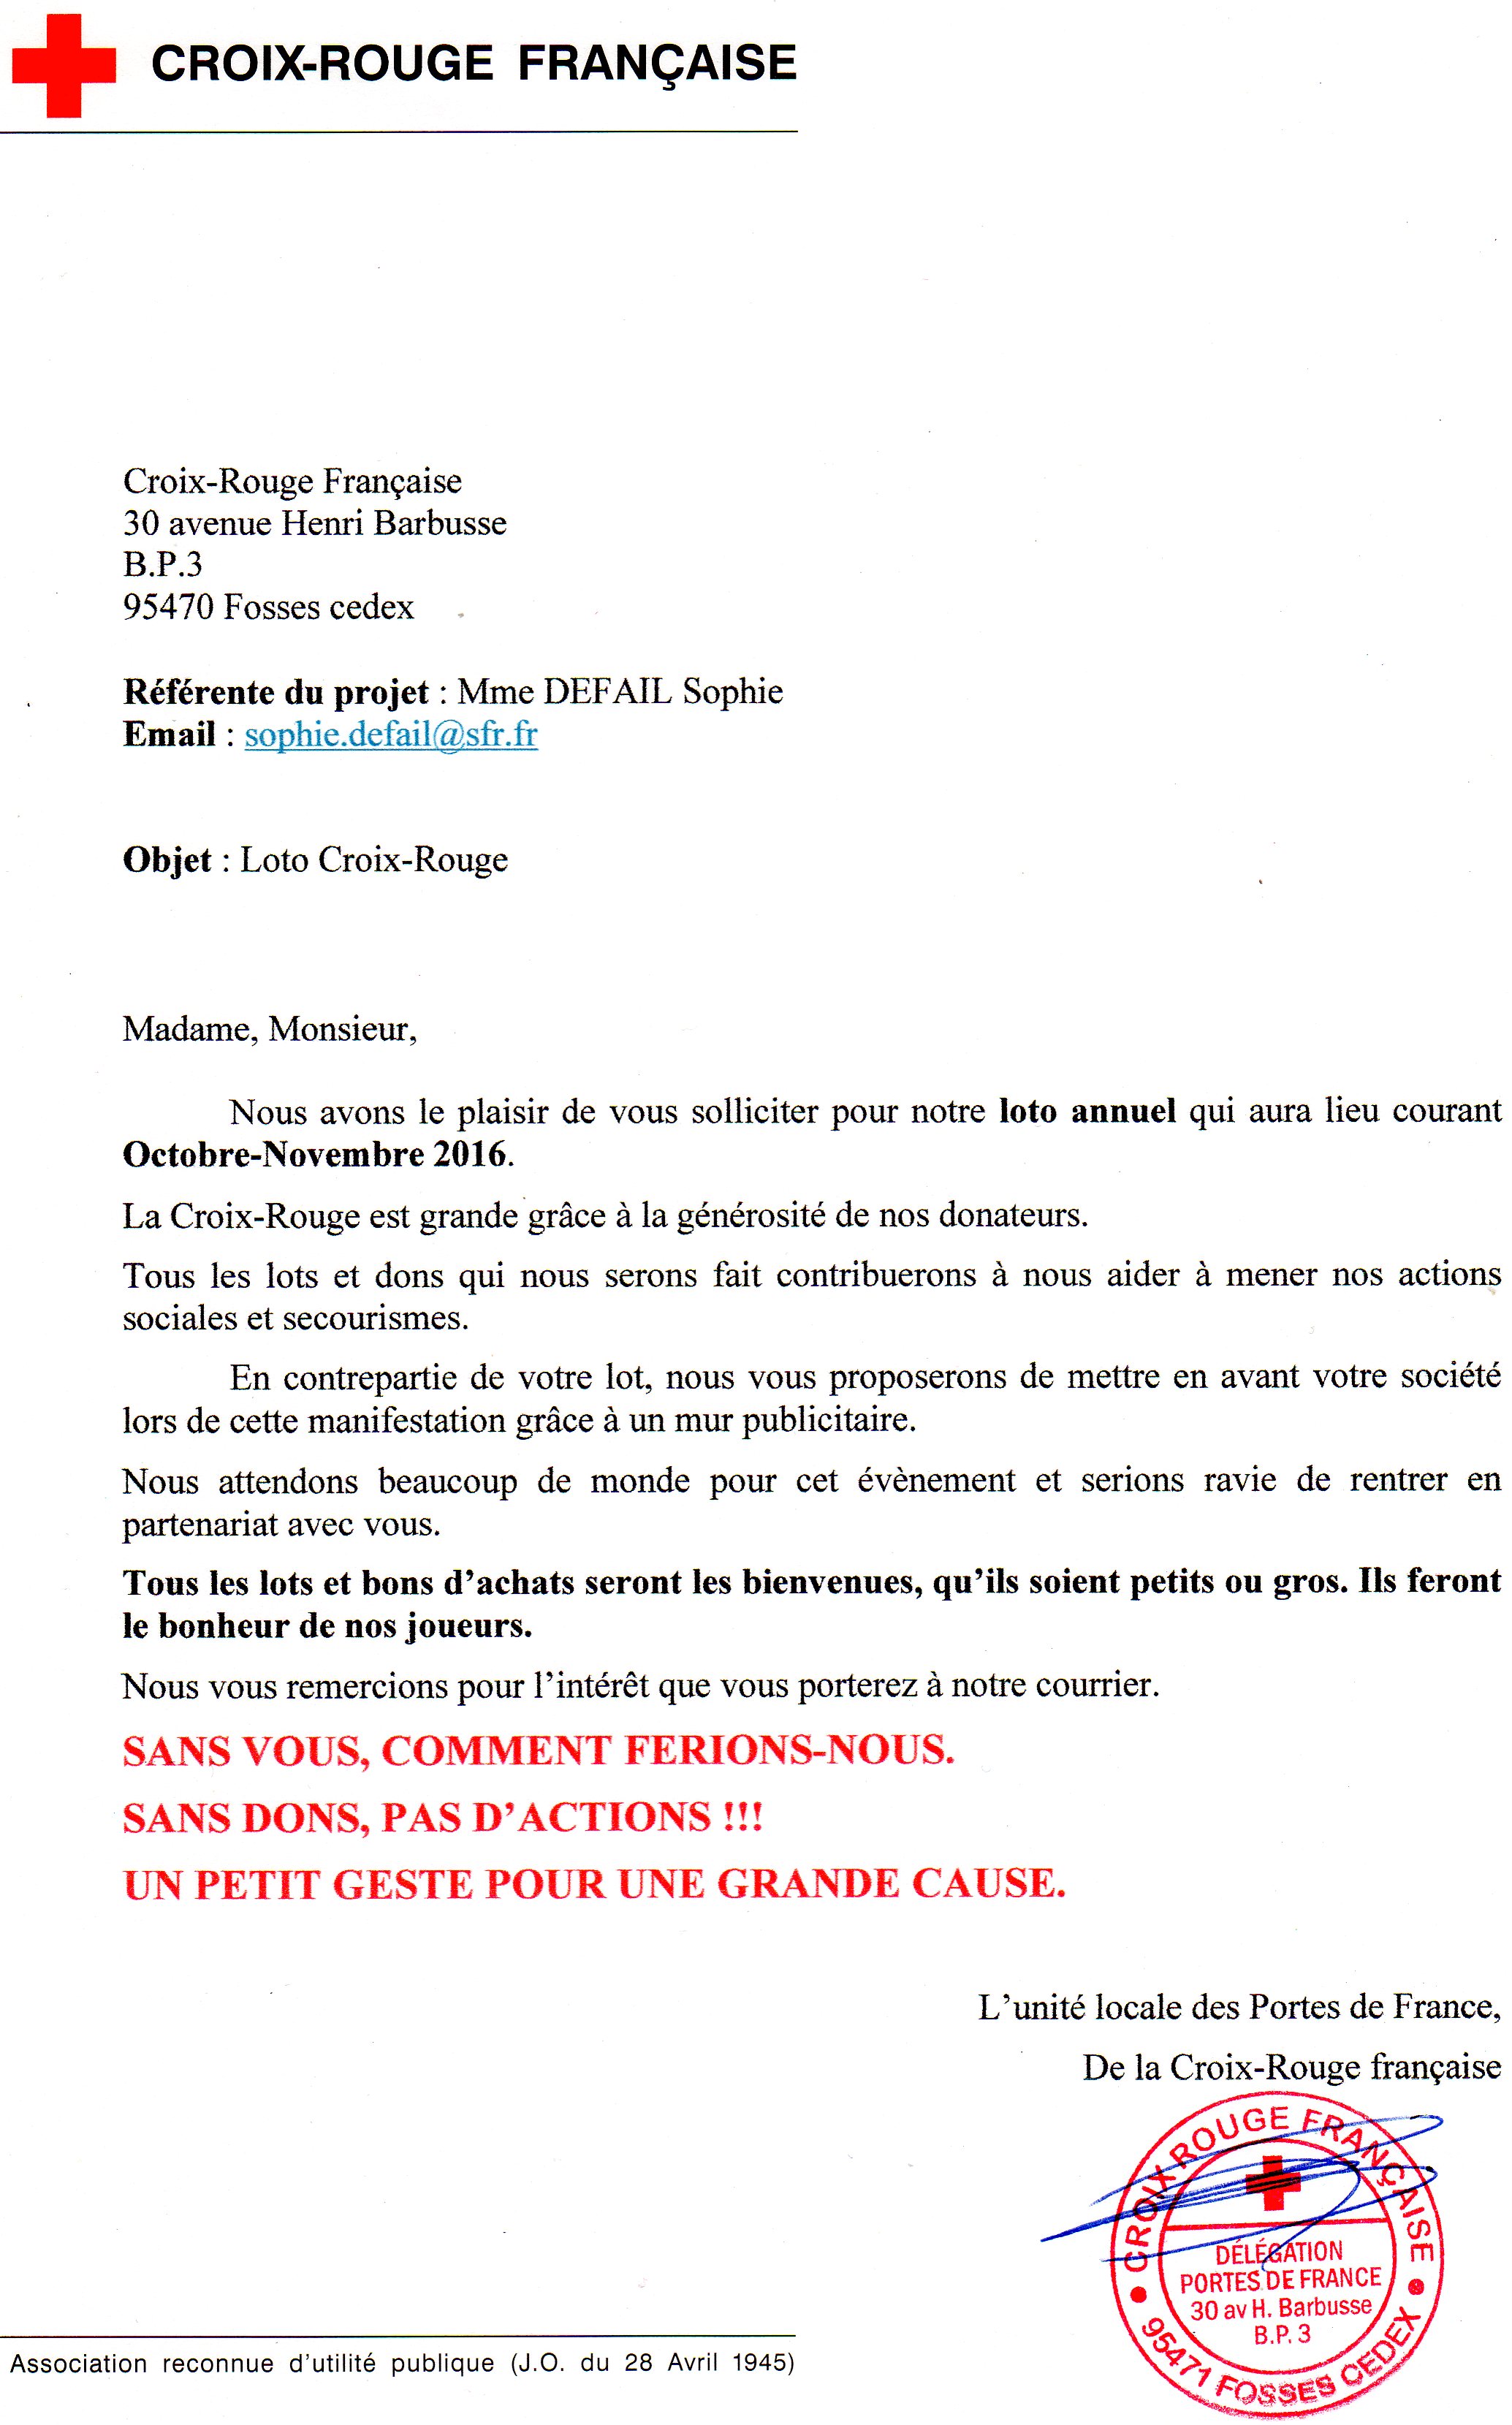 CROIX-ROUGE FRANÇAISE
Croix-Rouge Française
30 avenue Henri Barbusse
B.P.3
95470 Fosses cedex
Référente du projet : Mme DEFAIL Sophie
Email : sophie.defail@sfr.fr
Objet : Loto Croix-Rouge
Madame, Monsieur,
Nous avons le plaisir de vous solliciter pour notre loto annuel qui aura lieu courant
Octobre-Novembre 2016.
La Croix-Rouge est grande grâce à la générosité de nos donateurs.
Tous les lots et dons qui nous serons fait contribuerons à nous aider à mener nos actions
sociales et secourismes.
En contrepartie de votre lot, nous vous proposerons de mettre en avant votre société
lors de cette manifestation grâce à un mur publicitaire.
Nous attendons beaucoup de monde pour cet évènement et serions ravie de rentrer en
partenariat avec vous.
Tous les lots et bons d’achats seront les bienvenues, qu’ils soient petits ou gros. Ils feront
le bonheur de nos joueurs.
Nous vous remercions pour l’intérêt que vous porterez à notre courrier.
SANS VOUS, COMMENT FERIONS-NOUS.
SANS DONS, PAS D’ACTIONS !!!
UN PETIT GESTE POUR UNE GRANDE CAUSE.
L’unité locale des Portes de France,
De la Croix-Rouge française
CROIX ROUGE FRANÇAISE
DÉLÉGATION
PORTES DE FRANCE
30 av H. Barbusse
B.P. 3
95471 FOSSES CEDEX
Association reconnue d’utilité publique (J.O. du 28 Avril 1945)